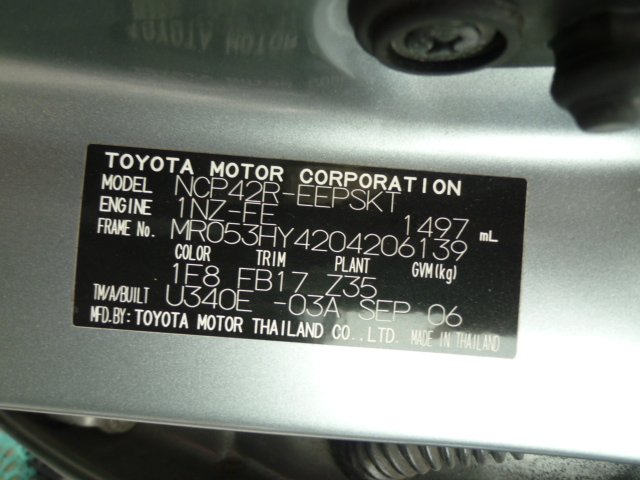 TOYOTA MOTOR CORPORATION
MODEL NCP42R-EEPSKT
ENGINE 1NZ-FE 1497 mL
FRAME No. MR053HY4204206139
COLOR TRIM PLANT GVM(kg)
1F8 FB17 Z35
TM/A/BUILT U340E -03A SEP 06
MFD.BY: TOYOTA MOTOR THAILAND CO.,LTD. MADE IN THAILAND